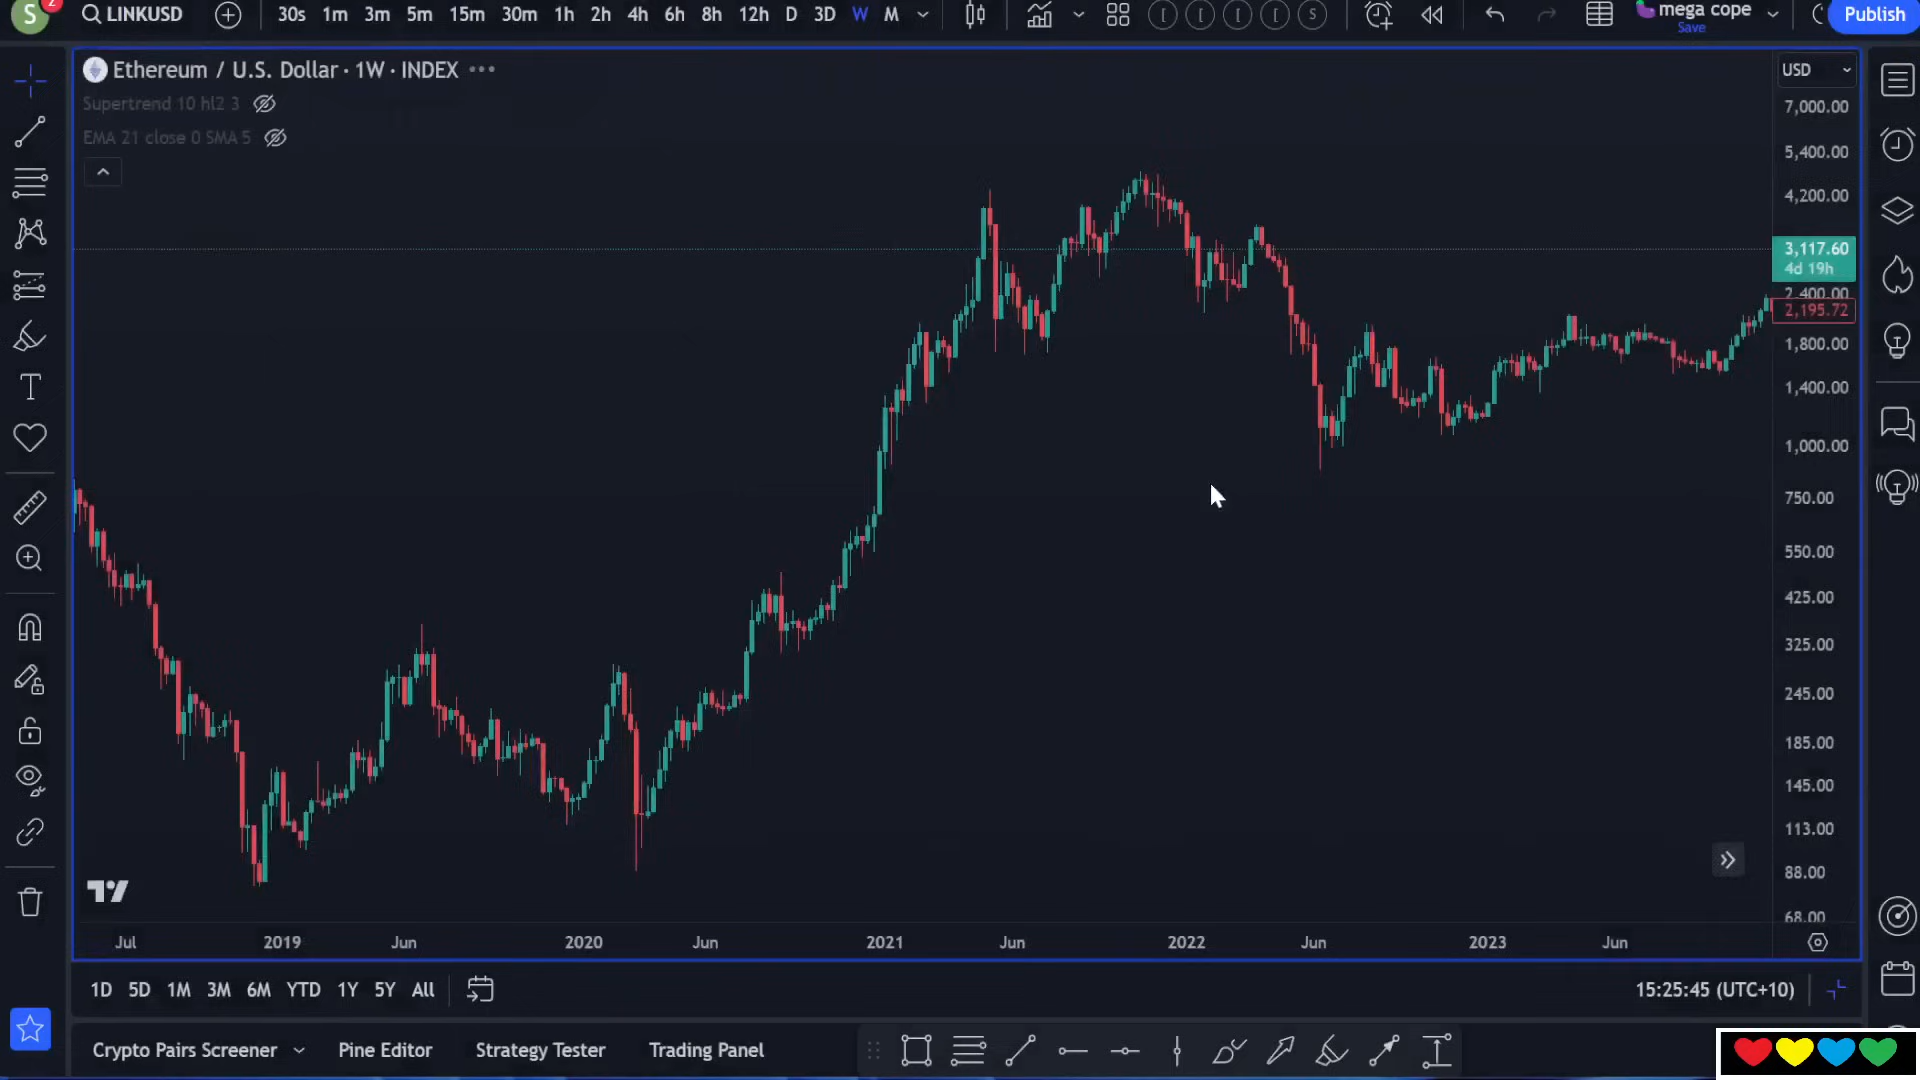 S 2 LINKUSD 30s 1m 3m 5m 15m 30m 1h 2h 4h 6h 8h 12h D 3D W M [ [ [ [ S mega cope Save Publish
Ethereum / U.S. Dollar · 1W · INDEX USD
Supertrend 10 hl2 3
EMA 21 close 0 SMA 5
7,000.00
5,400.00
4,200.00
3,117.60
4d 19h
2,400.00
2,195.72
1,800.00
1,400.00
1,000.00
750.00
550.00
425.00
325.00
245.00
185.00
145.00
113.00
88.00
68.00
Jul 2019 Jun 2020 Jun 2021 Jun 2022 Jun 2023 Jun
1D 5D 1M 3M 6M YTD 1Y 5Y All 15:25:45 (UTC+10)
Crypto Pairs Screener Pine Editor Strategy Tester Trading Panel